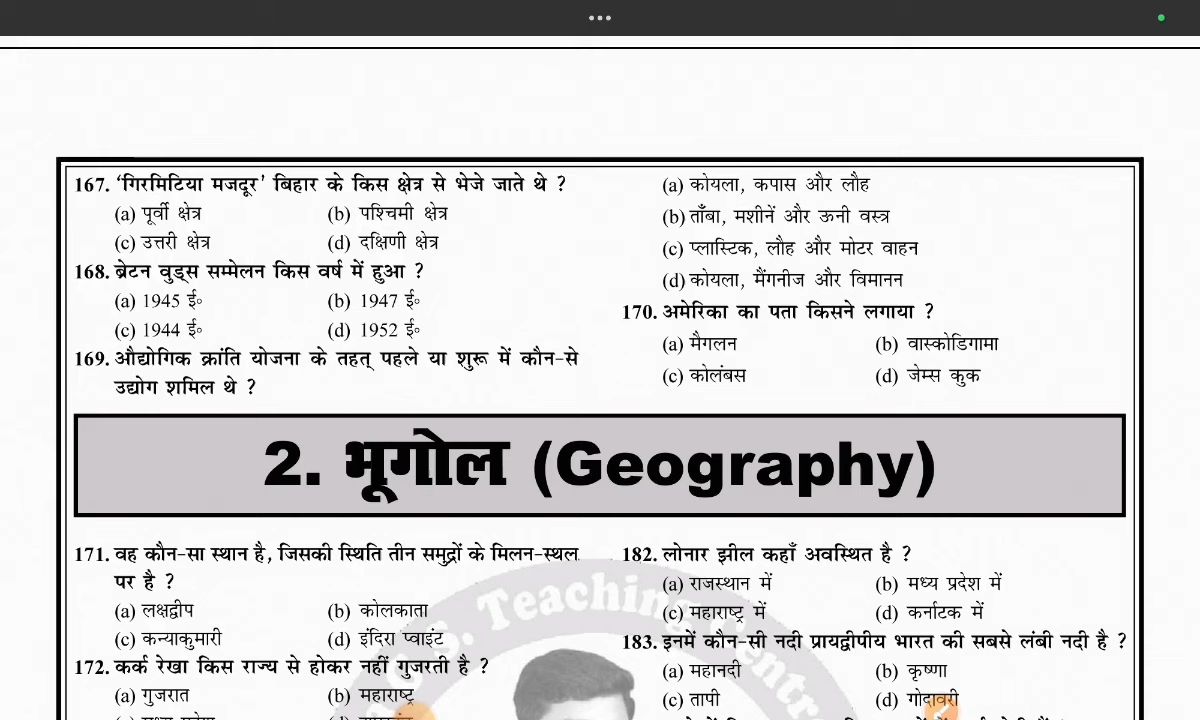 167. ‘गिरमिटिया मजदूर’ बिहार के किस क्षेत्र से भेजे जाते थे ?
(a) पूर्वी क्षेत्र (b) पश्चिमी क्षेत्र
(c) उत्तरी क्षेत्र (d) दक्षिणी क्षेत्र
168. ब्रेटन वुड्स सम्मेलन किस वर्ष में हुआ ?
(a) 1945 ई॰ (b) 1947 ई॰
(c) 1944 ई॰ (d) 1952 ई॰
169. औद्योगिक क्रांति योजना के तहत् पहले या शुरू में कौन-से
उद्योग शमिल थे ?
(a) कोयला, कपास और लौह
(b) ताँबा, मशीनें और ऊनी वस्त्र
(c) प्लास्टिक, लौह और मोटर वाहन
(d) कोयला, मैंगनीज और विमानन
170. अमेरिका का पता किसने लगाया ?
(a) मैगलन (b) वास्कोडिगामा
(c) कोलंबस (d) जेम्स कुक
2. भूगोल (Geography)
171. वह कौन-सा स्थान है, जिसकी स्थिति तीन समुद्रों के मिलन-स्थल
पर है ?
(a) लक्षद्वीप (b) कोलकाता
(c) कन्याकुमारी (d) इंदिरा प्वाइंट
172. कर्क रेखा किस राज्य से होकर नहीं गुजरती है ?
(a) गुजरात (b) महाराष्ट्र
182. लोनार झील कहाँ अवस्थित है ?
(a) राजस्थान में (b) मध्य प्रदेश में
(c) महाराष्ट्र में (d) कर्नाटक में
183. इनमें कौन-सी नदी प्रायद्वीपीय भारत की सबसे लंबी नदी है ?
(a) महानदी (b) कृष्णा
(c) तापी (d) गोदावरी
S. Teaching Centr